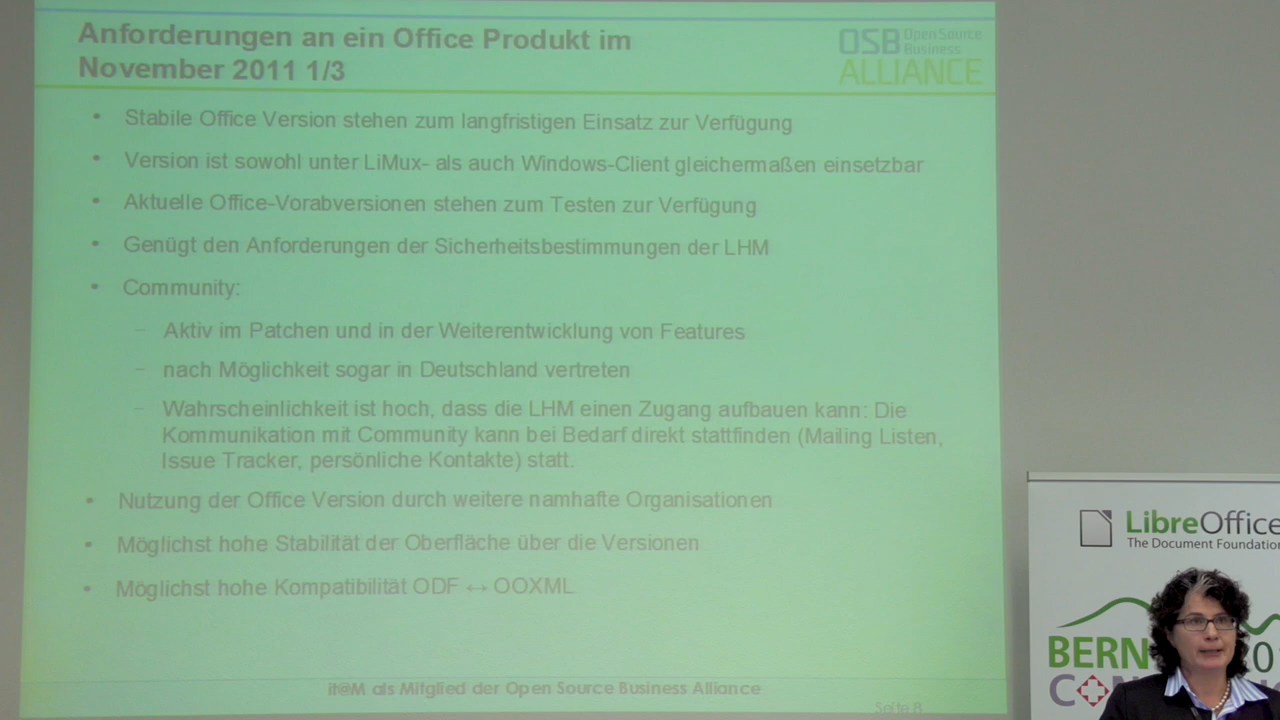 Anforderungen an ein Office Produkt im
November 2011 1/3
OSB Open Source
Business
ALLIANCE
• Stabile Office Version stehen zum langfristigen Einsatz zur Verfügung
• Version ist sowohl unter LiMux- als auch Windows-Client gleichermaßen einsetzbar
• Aktuelle Office-Vorabversionen stehen zum Testen zur Verfügung
• Genügt den Anforderungen der Sicherheitsbestimmungen der LHM
• Community:
– Aktiv im Patchen und in der Weiterentwicklung von Features
– nach Möglichkeit sogar in Deutschland vertreten
– Wahrscheinlichkeit ist hoch, dass die LHM einen Zugang aufbauen kann: Die
Kommunikation mit Community kann bei Bedarf direkt stattfinden (Mailing Listen,
Issue Tracker, persönliche Kontakte) statt.
• Nutzung der Office Version durch weitere namhafte Organisationen
• Möglichst hohe Stabilität der Oberfläche über die Versionen
• Möglichst hohe Kompatibilität ODF ↔ OOXML
it@M als Mitglied der Open Source Business Alliance
Seite 8
LibreOffice
The Document Foundation
BERN